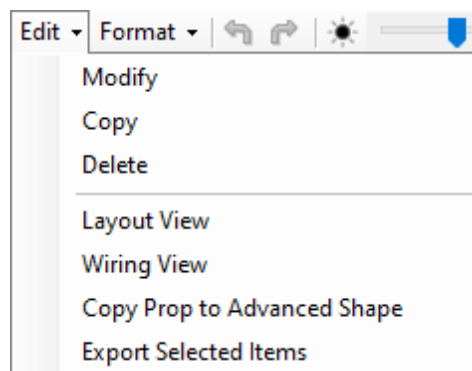 Edit Format
Modify
Copy
Delete
Layout View
Wiring View
Copy Prop to Advanced Shape
Export Selected Items